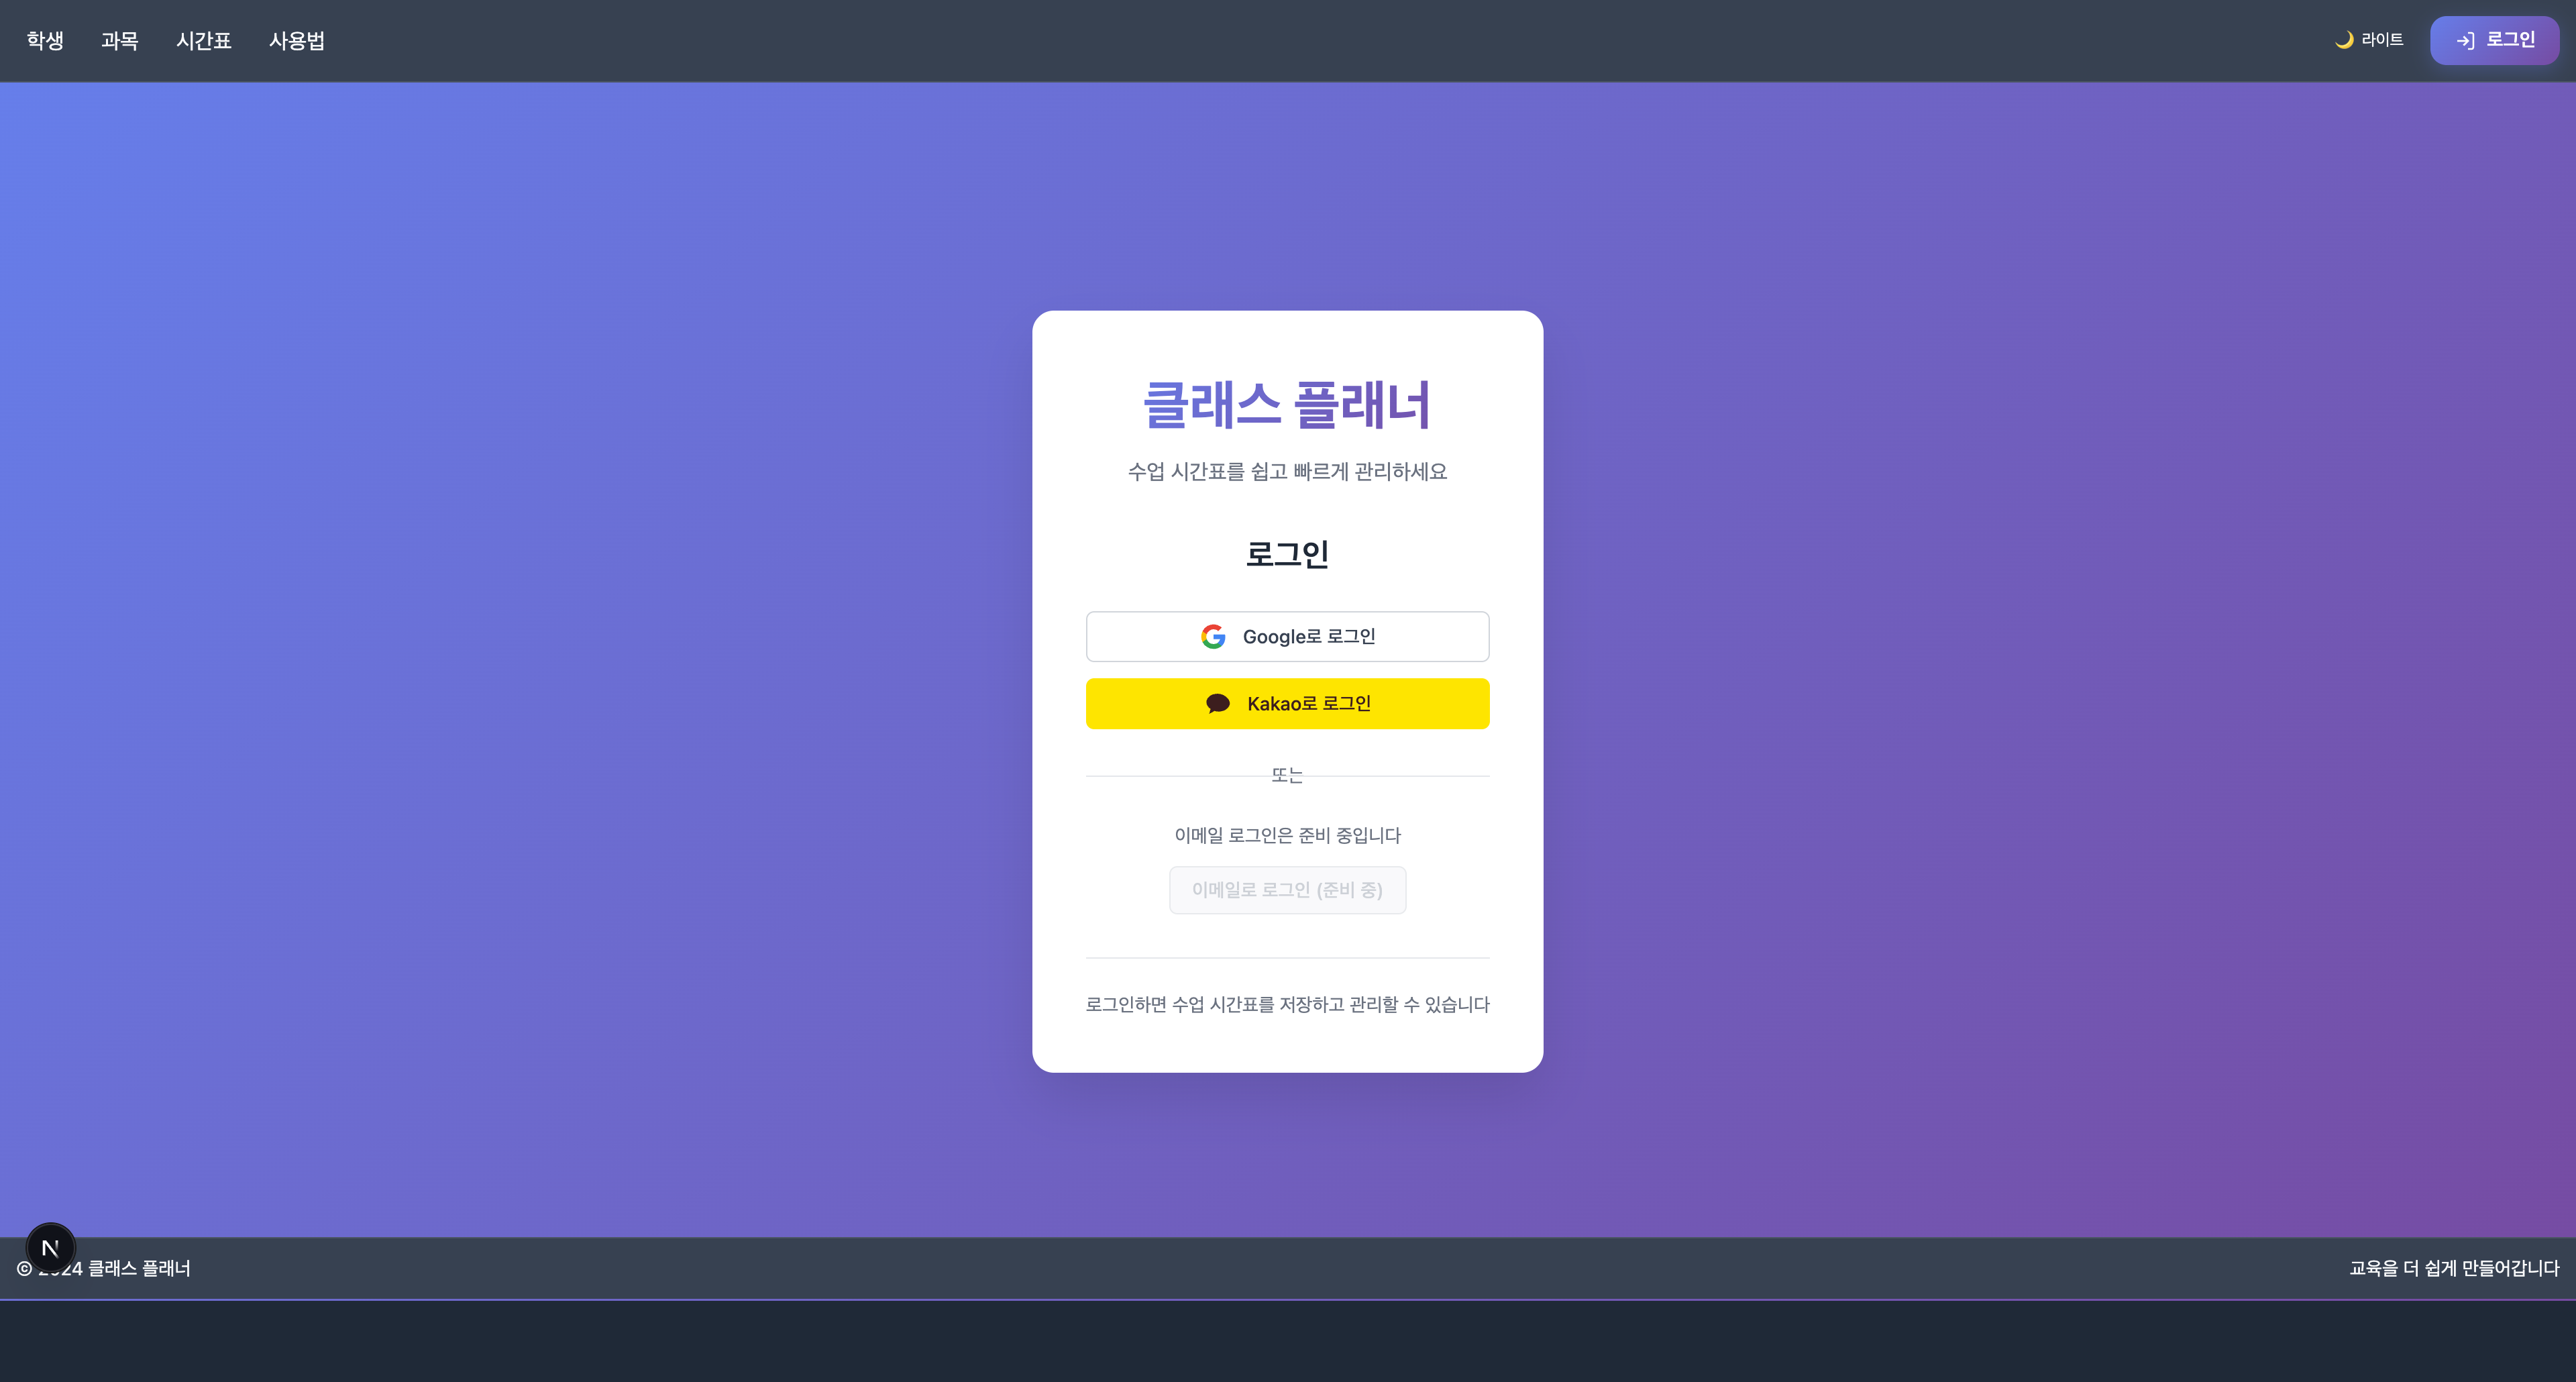 학생 과목 시간표 사용법 라이트 로그인
클래스 플래너
수업 시간표를 쉽고 빠르게 관리하세요
로그인
Google로 로그인
Kakao로 로그인
또는
이메일 로그인은 준비 중입니다
이메일로 로그인 (준비 중)
로그인하면 수업 시간표를 저장하고 관리할 수 있습니다
N
© 2024 클래스 플래너 교육을 더 쉽게 만들어갑니다